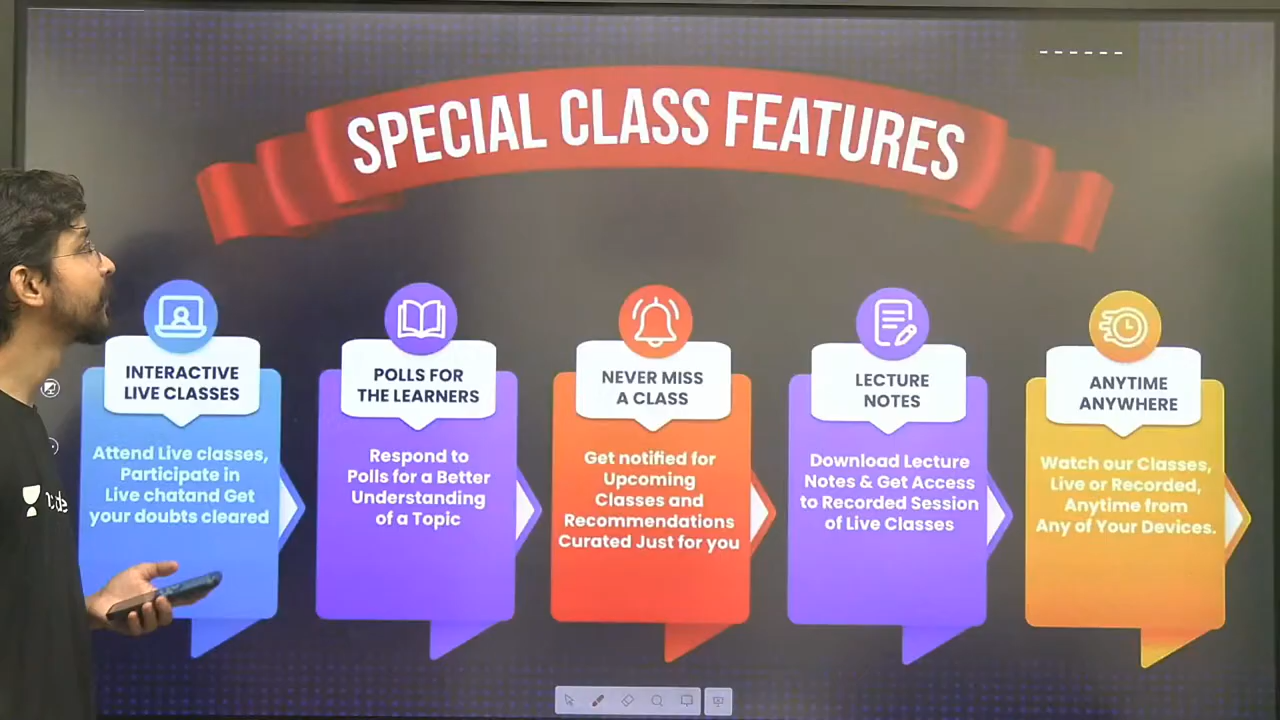 SPECIAL CLASS FEATURES
INTERACTIVE
LIVE CLASSES
Attend Live classes,
Participate in
Live chatand Get
your doubts cleared
POLLS FOR
THE LEARNERS
Respond to
Polls for a Better
Understanding
of a Topic
NEVER MISS
A CLASS
Get notified for
Upcoming
Classes and
Recommendations
Curated Just for you
LECTURE
NOTES
Download Lecture
Notes & Get Access
to Recorded Session
of Live Classes
ANYTIME
ANYWHERE
Watch our Classes,
Live or Recorded,
Anytime from
Any of Your Devices.